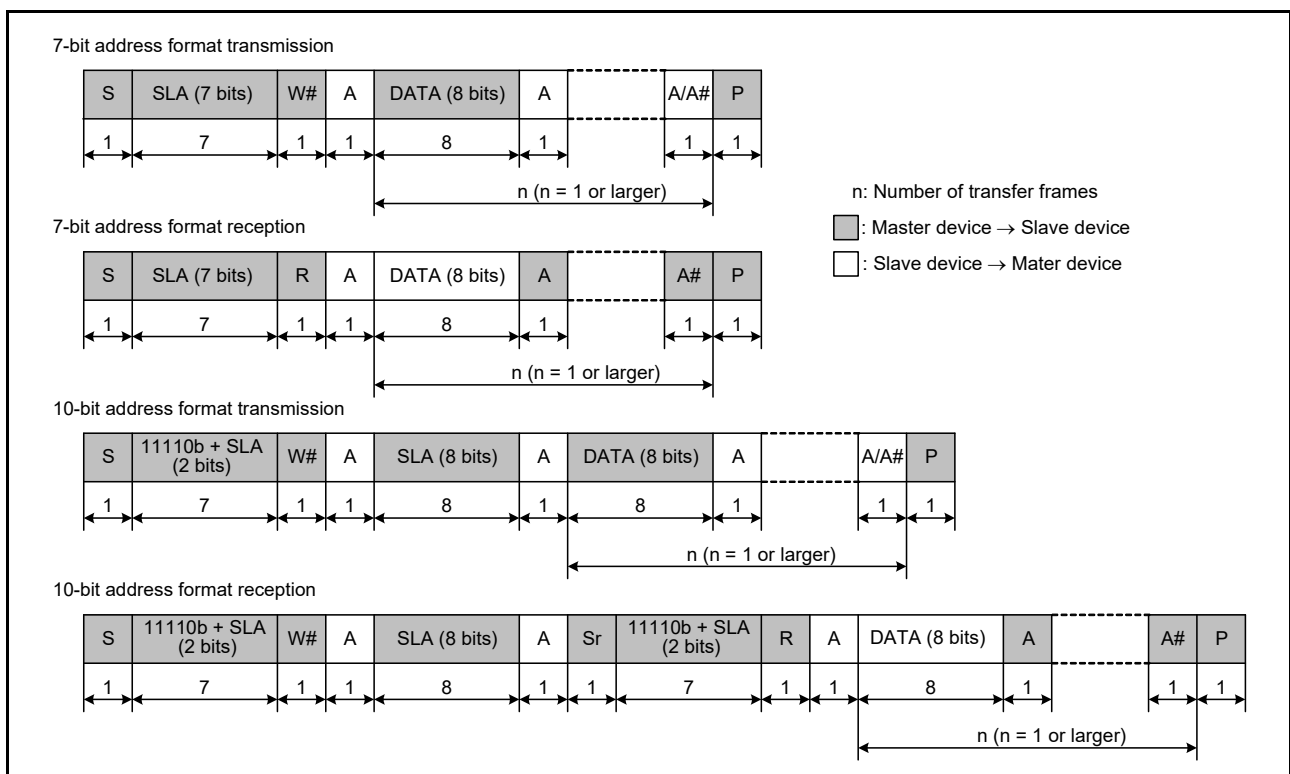 7-bit address format transmission
S SLA (7 bits) W# A DATA (8 bits) A A/A# P
1 7 1 1 8 1 1 1
n (n = 1 or larger)
n: Number of transfer frames
: Master device → Slave device
: Slave device → Mater device
7-bit address format reception
S SLA (7 bits) R A DATA (8 bits) A A# P
1 7 1 1 8 1 1 1
n (n = 1 or larger)
10-bit address format transmission
S 11110b + SLA (2 bits) W# A SLA (8 bits) A DATA (8 bits) A A/A# P
1 7 1 1 8 1 8 1 1 1
n (n = 1 or larger)
10-bit address format reception
S 11110b + SLA (2 bits) W# A SLA (8 bits) A Sr 11110b + SLA (2 bits) R A DATA (8 bits) A A# P
1 7 1 1 8 1 1 7 1 1 8 1 1 1
n (n = 1 or larger)